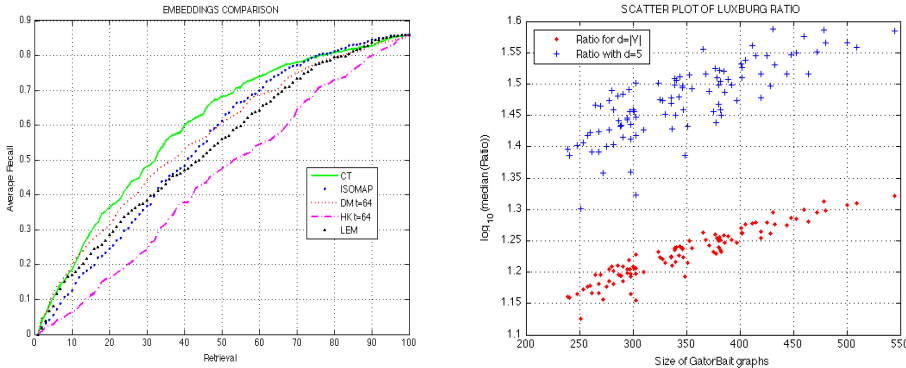 EMBEDDINGS COMPARISON
0.9
0.8
0.7
0.6
0.5
0.4
0.3
0.2
0.1
0
Average Recall
CT
ISOMAP
DM t=64
HK t=64
LEM
0 10 20 30 40 50 60 70 80 90 100
Retrieval
SCATTER PLOT OF LUXBURG RATIO
1.6
1.55
1.5
1.45
1.4
1.35
1.3
1.25
1.2
1.15
1.1
log10 (median (Ratio))
Ratio for d=|V|
Ratio with d=5
200 250 300 350 400 450 500 550
Size of GatorBait graphs